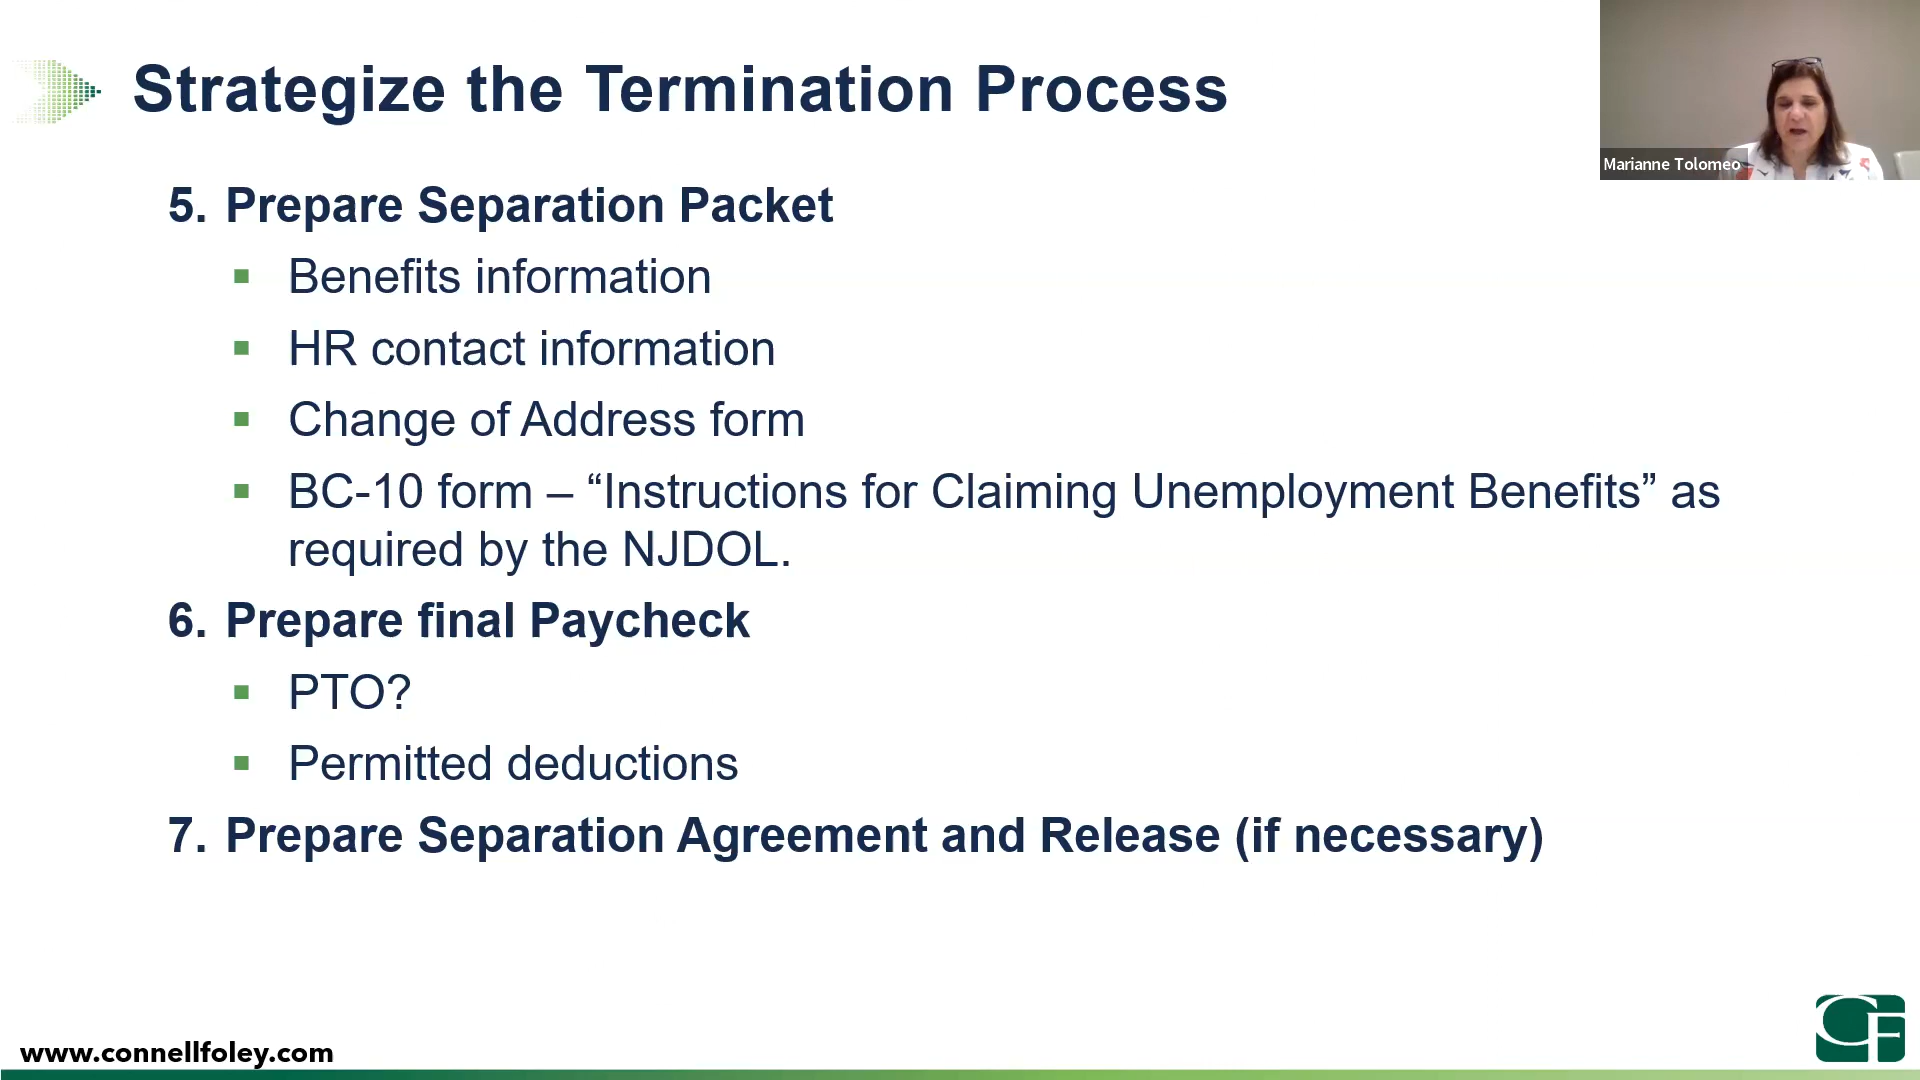 Strategize the Termination Process
Marianne Tolomeo
5. Prepare Separation Packet
Benefits information
HR contact information
Change of Address form
BC-10 form – “Instructions for Claiming Unemployment Benefits” as
required by the NJDOL.
6. Prepare final Paycheck
PTO?
Permitted deductions
7. Prepare Separation Agreement and Release (if necessary)
www.connellfoley.com
CF